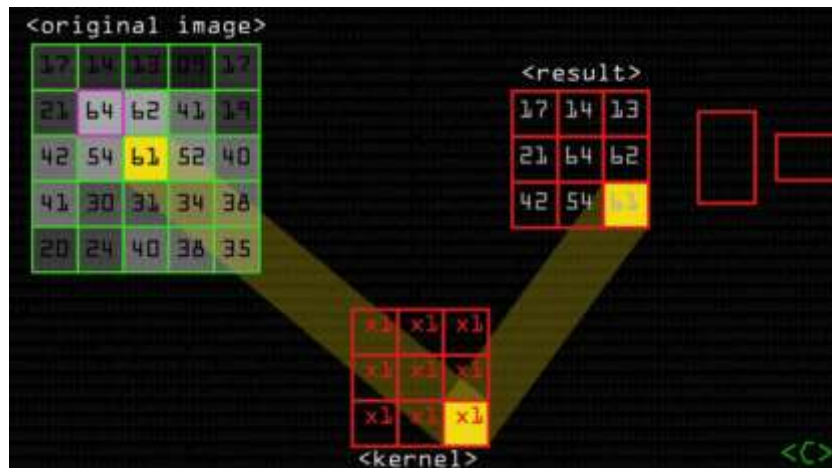 <original image>
17 14 13 09 17
21 64 62 41 19
42 54 61 52 40
41 30 31 34 38
20 24 40 38 35
<result>
17 14 13
21 64 62
42 54 61
x1 x1 x1
x1 x1 x1
x1 x1 x1
<kernel>
<C>